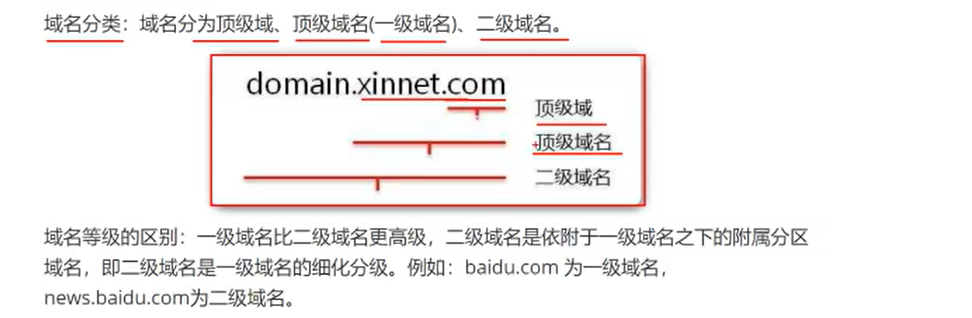 域名分类：域名分为顶级域、顶级域名(一级域名)、二级域名。
domain.xinnet.com
顶级域
顶级域名
二级域名
域名等级的区别：一级域名比二级域名更高级，二级域名是依附于一级域名之下的附属分区
域名，即二级域名是一级域名的细化分级。例如：baidu.com 为一级域名，
news.baidu.com为二级域名。